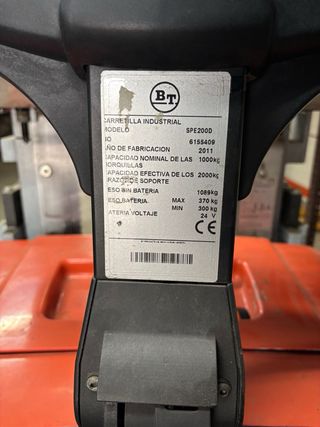 BT
CARRETILLA INDUSTRIAL
MODELO SPE200D
NO 6155409
AÑO DE FABRICACION 2011
CAPACIDAD NOMINAL DE LAS 1000kg
HORQUILLAS
CAPACIDAD EFECTIVA DE LOS 2000kg
BRAZOS DE SOPORTE
PESO SIN BATERIA 1089kg
PESO BATERIA MAX 370 kg
MIN 300 kg
BATERIA VOLTAJE 24 V
CE